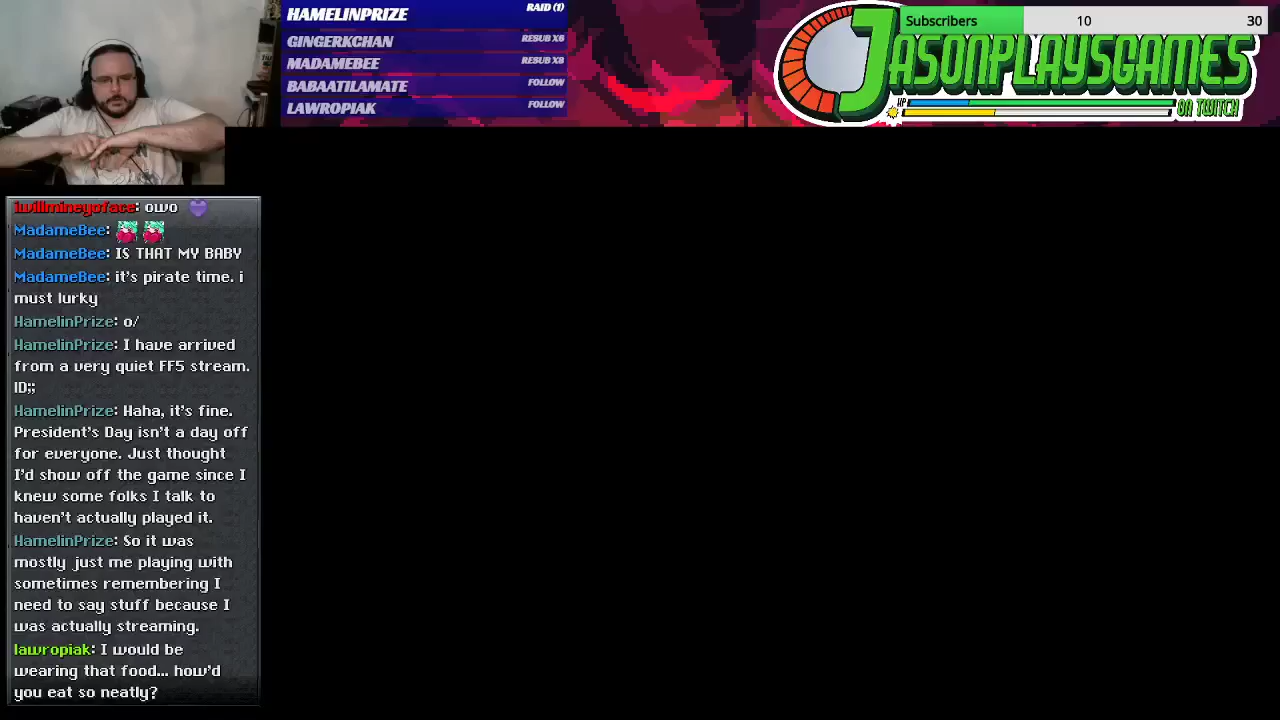 HAMELINPRIZE RAID (1)
GINGERKCHAN RESUB X6
MADAMEBEE RESUB X8
BABAATILAMATE FOLLOW
LAWROPIAK FOLLOW
Subscribers 10 30
JASONPLAYSGAMES
HP
ON TWITCH
iwillmineyoface: owo
MadameBee:
MadameBee: IS THAT MY BABY
MadameBee: it's pirate time. i
must lurky
HamelinPrize: o/
HamelinPrize: I have arrived
from a very quiet FF5 stream.
ID;;
HamelinPrize: Haha, it's fine.
President's Day isn't a day off
for everyone. Just thought
I'd show off the game since I
knew some folks I talk to
haven't actually played it.
HamelinPrize: So it was
mostly just me playing with
sometimes remembering I
need to say stuff because I
was actually streaming.
lawropiak: I would be
wearing that food... how'd
you eat so neatly?